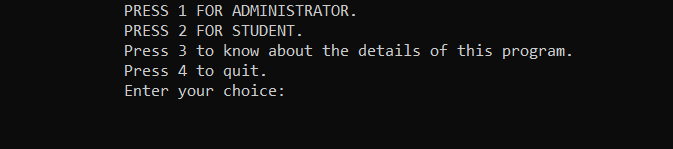 PRESS 1 FOR ADMINISTRATOR.
PRESS 2 FOR STUDENT.
Press 3 to know about the details of this program.
Press 4 to quit.
Enter your choice: